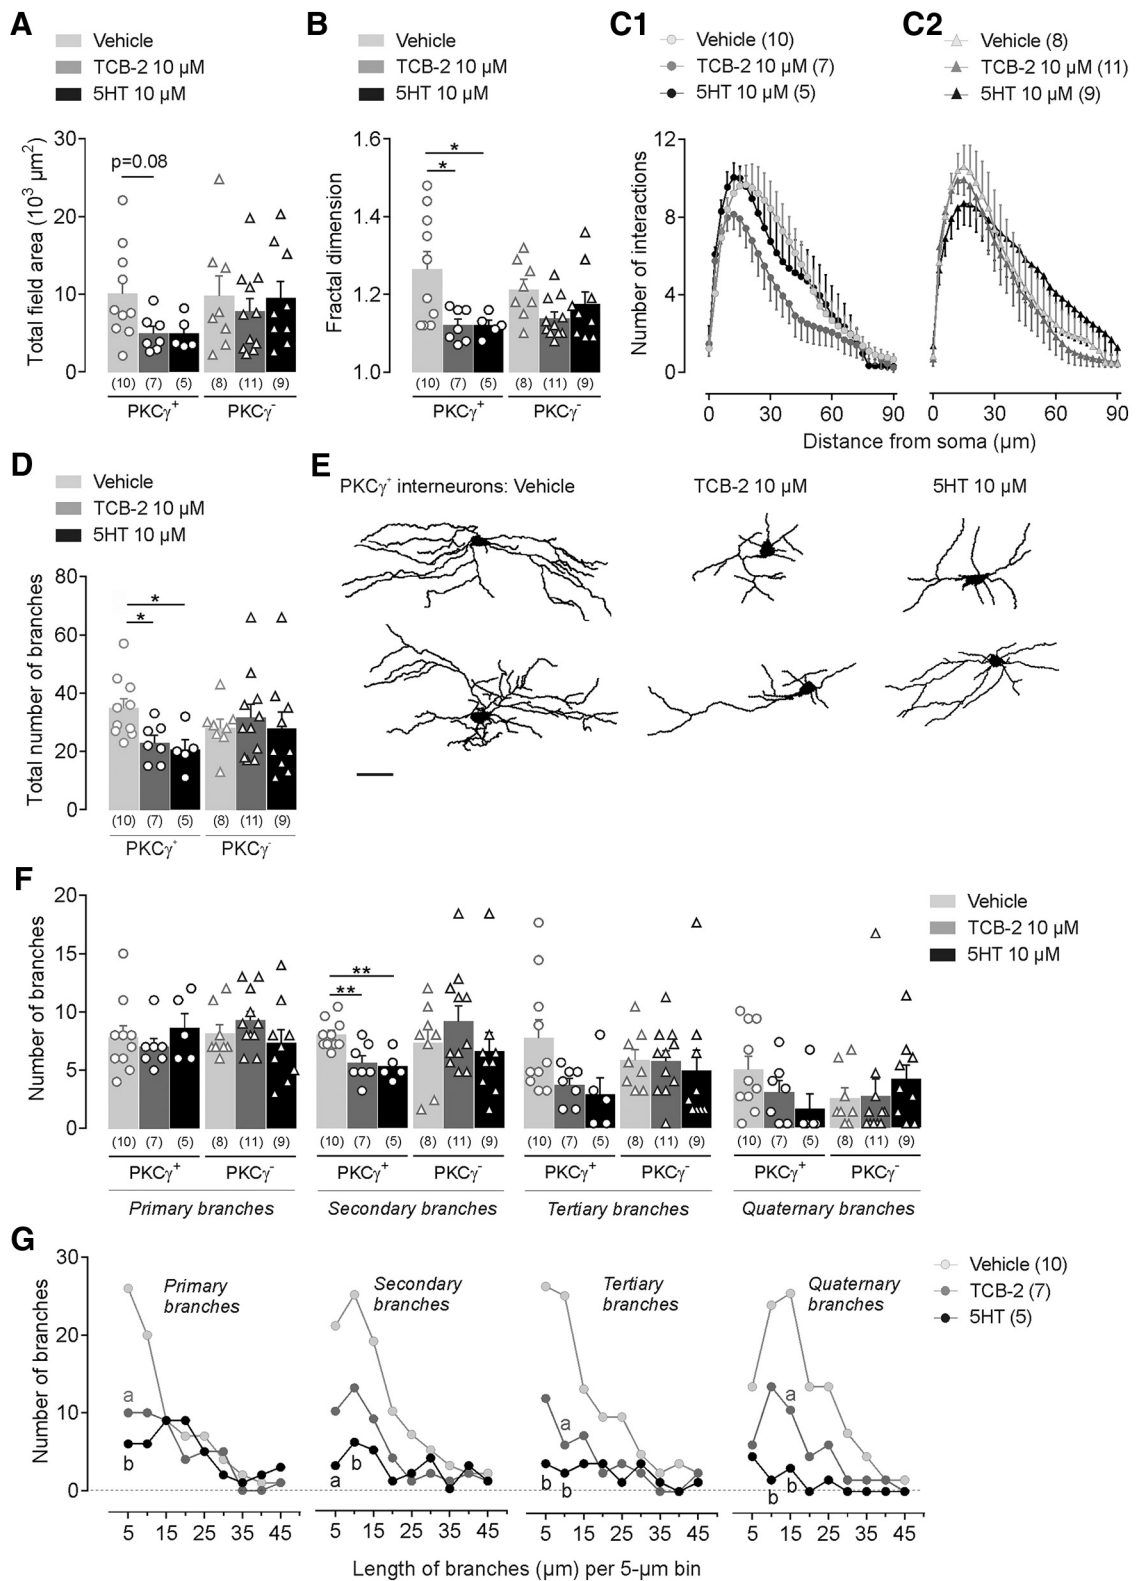 A
Vehicle
TCB-2 10 µM
5HT 10 µM
Total field area (10³ µm²)
30
20
10
0
p=0.08
(10) (7) (5) (8) (11) (9)
PKCγ⁺ PKCγ⁻
B
Vehicle
TCB-2 10 µM
5HT 10 µM
Fractal dimension
1.6
1.4
1.2
1.0
*
*
(10) (7) (5) (8) (11) (9)
PKCγ⁺ PKCγ⁻
C1
Vehicle (10)
TCB-2 10 µM (7)
5HT 10 µM (5)
Number of interactions
12
8
4
0
0 30 60 90
C2
Vehicle (8)
TCB-2 10 µM (11)
5HT 10 µM (9)
0 30 60 90
Distance from soma (µm)
D
Vehicle
TCB-2 10 µM
5HT 10 µM
Total number of branches
80
60
40
20
0
*
*
(10) (7) (5) (8) (11) (9)
PKCγ⁺ PKCγ⁻
E
PKCγ⁺ interneurons: Vehicle TCB-2 10 µM 5HT 10 µM
F
Vehicle
TCB-2 10 µM
5HT 10 µM
Number of branches
20
15
10
5
0
**
**
(10) (7) (5) (8) (11) (9) (10) (7) (5) (8) (11) (9) (10) (7) (5) (8) (11) (9) (10) (7) (5) (8) (11) (9)
PKCγ⁺ PKCγ⁻ PKCγ⁺ PKCγ⁻ PKCγ⁺ PKCγ⁻ PKCγ⁺ PKCγ⁻
Primary branches Secondary branches Tertiary branches Quaternary branches
G
Vehicle (10)
TCB-2 (7)
5HT (5)
Number of branches
30
20
10
0
Primary
branches
a
b
Secondary
branches
a
b
Tertiary
branches
a
b
b
Quaternary
branches
a
b
b
5 15 25 35 45 5 15 25 35 45 5 15 25 35 45 5 15 25 35 45
Length of branches (µm) per 5-µm bin